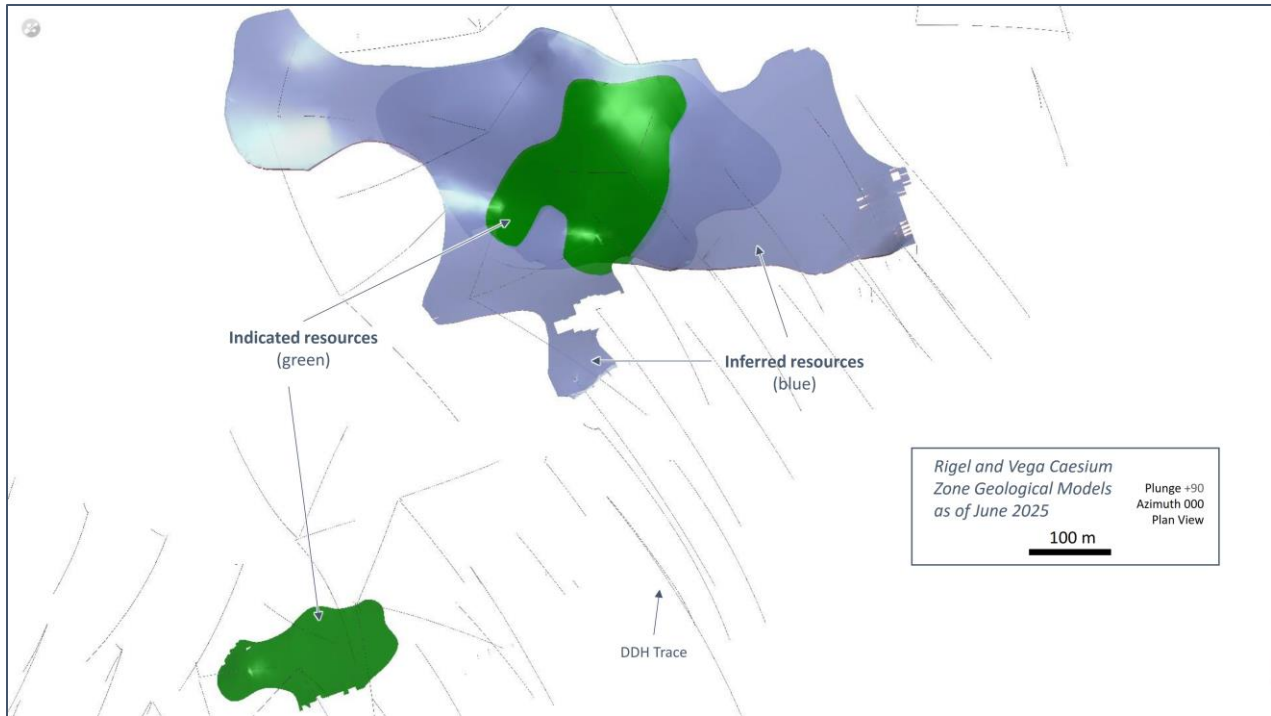 Indicated resources
(green)
Inferred resources
(blue)
Rigel and Vega Caesium
Zone Geological Models
as of June 2025
Plunge +90
Azimuth 000
Plan View
100 m
DDH Trace